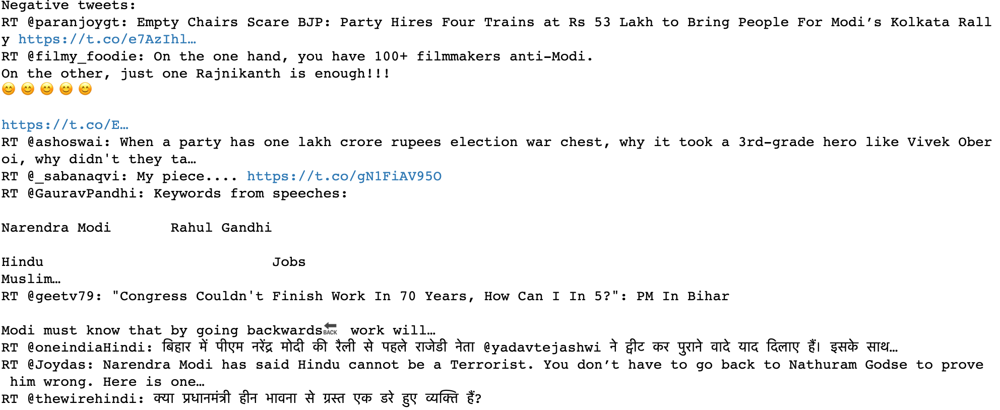 Negative tweets:
RT @paranjoygt: Empty Chairs Scare BJP: Party Hires Four Trains at Rs 53 Lakh to Bring People For Modi’s Kolkata Rall
y https://t.co/e7AzIhl…
RT @filmy_foodie: On the one hand, you have 100+ filmmakers anti-Modi.
On the other, just one Rajnikanth is enough!!!
😊 😊 😊 😊 😊
https://t.co/E…
RT @ashoswai: When a party has one lakh crore rupees election war chest, why it took a 3rd-grade hero like Vivek Ober
oi, why didn't they ta…
RT @_sabanaqvi: My piece.... https://t.co/gN1FiAV95O
RT @GauravPandhi: Keywords from speeches:
Narendra Modi       Rahul Gandhi
Hindu                           Jobs
Muslim…
RT @geetv79: "Congress Couldn't Finish Work In 70 Years, How Can I In 5?": PM In Bihar
Modi must know that by going backwards🔙 work will…
RT @oneindiaHindi: बिहार में पीएम नरेंद्र मोदी की रैली से पहले राजेडी नेता @yadavtejashwi ने ट्वीट कर पुराने वादे याद दिलाए हैं। इसके साथ…
RT @Joydas: Narendra Modi has said Hindu cannot be a Terrorist. You don’t have to go back to Nathuram Godse to prove
him wrong. Here is one…
RT @thewirehindi: क्या प्रधानमंत्री हीन भावना से ग्रस्त एक डरे हुए व्यक्ति हैं?